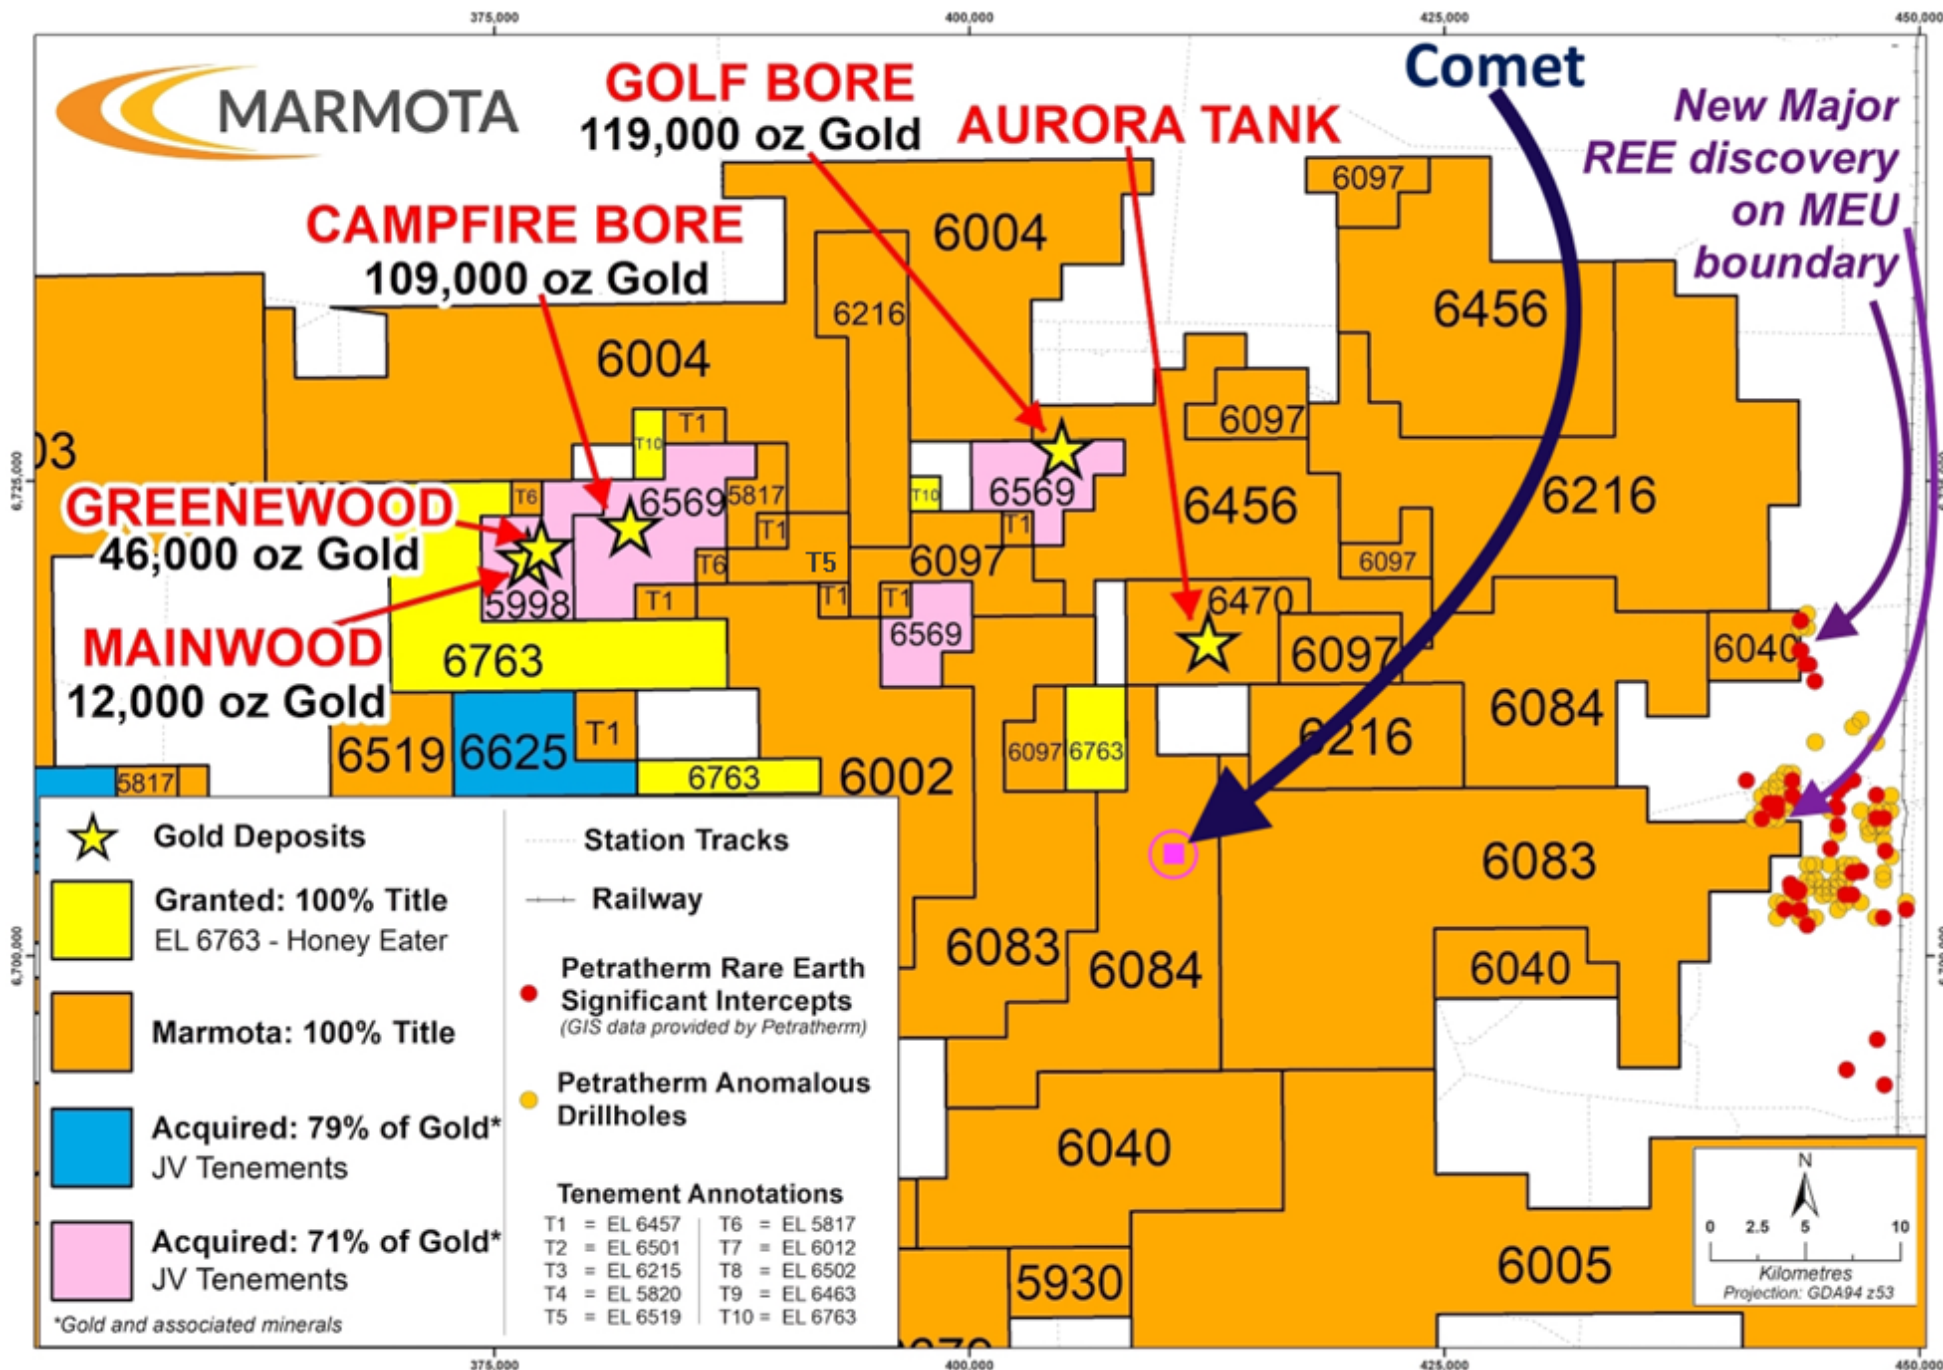 375,000
400,000
425,000
450,000
MARMOTA
GOLF BORE
119,000 oz Gold
AURORA TANK
Comet
New Major
REE discovery
on MEU
boundary
CAMPFIRE BORE
109,000 oz Gold
6097
6004
6216
6456
6004
6097
03
T1
T10
6,725,000
GREENEWOOD
46,000 oz Gold
T6
6569
5817
T10
6569
6456
6216
T1
T1
T6
T5
6097
6097
5998
T1
T1
T1
6470
6569
MAINWOOD
12,000 oz Gold
6763
6097
6040
6519
6625
T1
6097
6763
6216
6084
5817
6763
6002
6083
6083
6084
6040
6,700,000
6040
5930
6005
Gold Deposits
Granted: 100% Title
EL 6763 - Honey Eater
Marmota: 100% Title
Acquired: 79% of Gold*
JV Tenements
Acquired: 71% of Gold*
JV Tenements
*Gold and associated minerals
Station Tracks
Railway
Petratherm Rare Earth
Significant Intercepts
(GIS data provided by Petratherm)
Petratherm Anomalous
Drillholes
Tenement Annotations
T1 = EL 6457
T2 = EL 6501
T3 = EL 6215
T4 = EL 5820
T5 = EL 6519
T6 = EL 5817
T7 = EL 6012
T8 = EL 6502
T9 = EL 6463
T10 = EL 6763
N
0 2.5 5 10
Kilometres
Projection: GDA94 z53
375,000
400,000
425,000
450,000